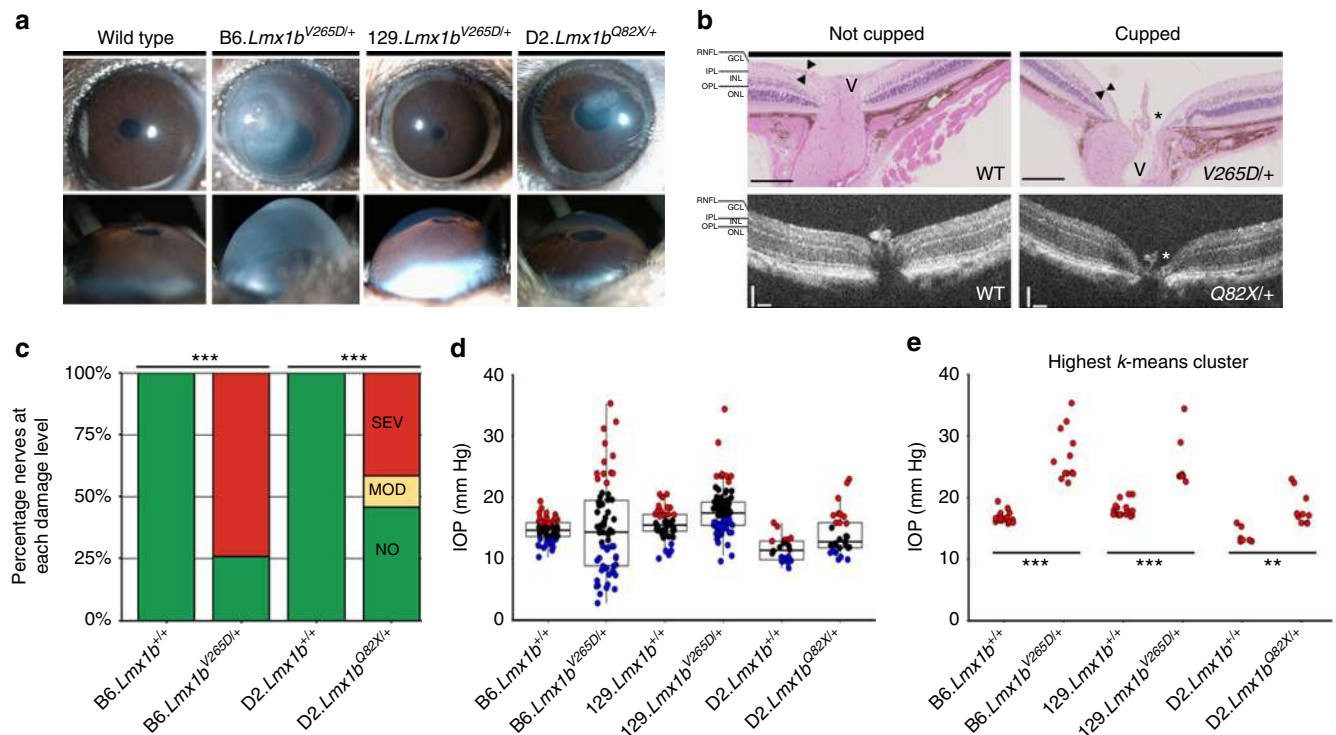 a
Wild type
B6.Lmx1b^V265D/+
129.Lmx1b^V265D/+
D2.Lmx1b^Q82X/+
b
Not cupped
Cupped
RNFL
GCL
IPL
INL
OPL
ONL
V
WT
*
V
V265D/+
RNFL
GCL
IPL
INL
OPL
ONL
WT
*
Q82X/+
c
***
***
Percentage nerves at
each damage level
100%
75%
50%
25%
0%
SEV
MOD
NO
B6.Lmx1b^+/+
B6.Lmx1b^V265D/+
D2.Lmx1b^+/+
D2.Lmx1b^Q82X/+
d
IOP (mm Hg)
40
30
20
10
0
B6.Lmx1b^+/+
B6.Lmx1b^V265D/+
129.Lmx1b^+/+
129.Lmx1b^V265D/+
D2.Lmx1b^+/+
D2.Lmx1b^Q82X/+
e
Highest k-means cluster
IOP (mm Hg)
40
30
20
10
0
***
***
**
B6.Lmx1b^+/+
B6.Lmx1b^V265D/+
129.Lmx1b^+/+
129.Lmx1b^V265D/+
D2.Lmx1b^+/+
D2.Lmx1b^Q82X/+